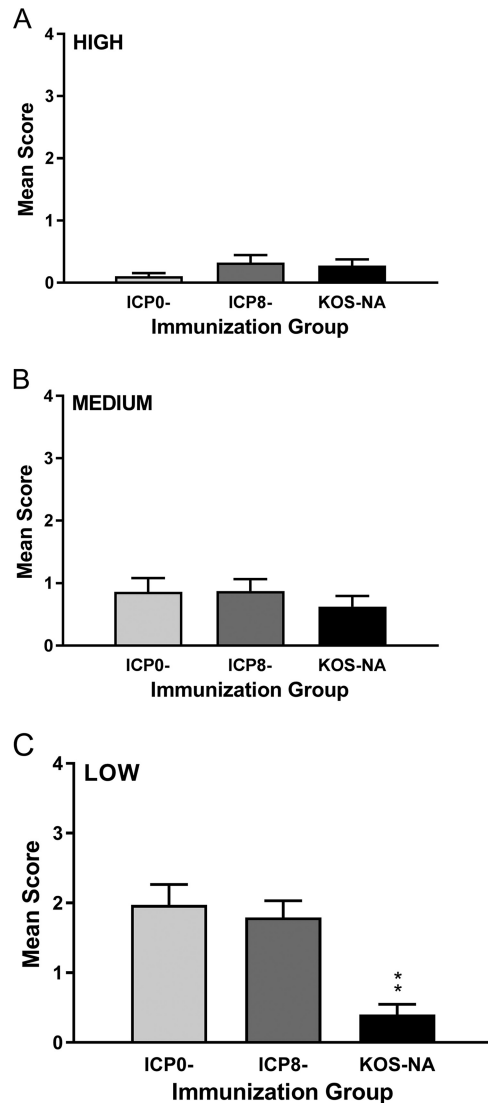 A
HIGH
4
3
2
1
0
Mean Score
ICP0- ICP8- KOS-NA
Immunization Group
B
MEDIUM
4
3
2
1
0
Mean Score
ICP0- ICP8- KOS-NA
Immunization Group
C
LOW
4
3
2
1
0
Mean Score
*
*
ICP0- ICP8- KOS-NA
Immunization Group